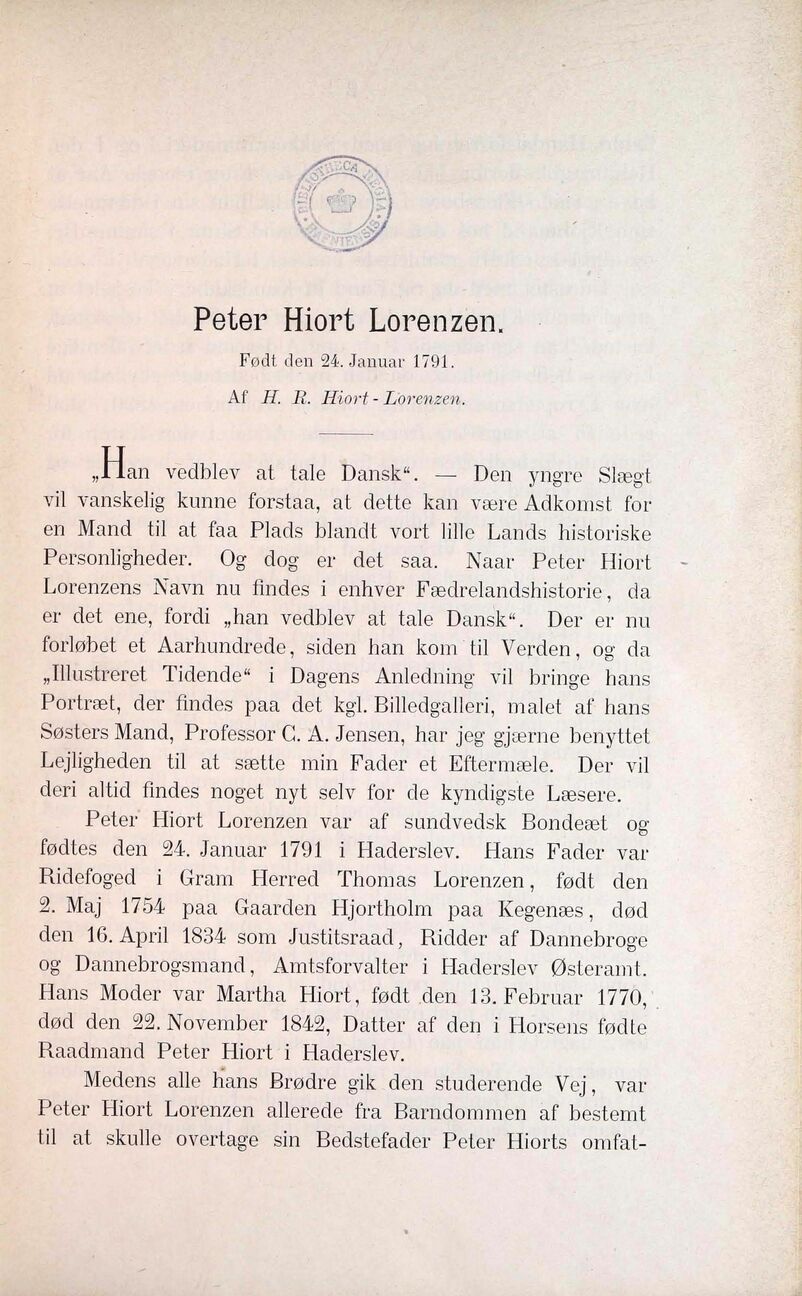 Peter Hiort Lorenzen.
Født den 24. Januar 1791.
Af H. R. Hiort-Lorenzen.
„Han vedblev at tale Dansk“. — Den yngre Slægt
vil vanskelig kunne forstaa, at dette kan være Adkomst for
en Mand til at faa Plads blandt vort lille Lands historiske
Personligheder. Og dog er det saa. Naar Peter Hiort
Lorenzens Navn nu findes i enhver Fædrelandshistorie, da
er det ene, fordi „han vedblev at tale Dansk“. Der er nu
forløbet et Aarhundrede, siden han kom til Verden, og da
„Illustreret Tidende“ i Dagens Anledning vil bringe hans
Portræt, der findes paa det kgl. Billedgalleri, malet af hans
Søsters Mand, Professor C. A. Jensen, har jeg gjærne benyttet
Lejligheden til at sætte min Fader et Eftermæle. Der vil
deri altid findes noget nyt selv for de kyndigste Læsere.
Peter Hiort Lorenzen var af sundvedsk Bondeæt og
fødtes den 24. Januar 1791 i Haderslev. Hans Fader var
Ridefoged i Gram Herred Thomas Lorenzen, født den
2. Maj 1754 paa Gaarden Hjortholm paa Kegenæs, død
den 16. April 1834 som Justitsraad, Ridder af Dannebroge
og Dannebrogsmand, Amtsforvalter i Haderslev Østeramt.
Hans Moder var Martha Hiort, født den 13. Februar 1770,
død den 22. November 1842, Datter af den i Horsens fødte
Raadmand Peter Hiort i Haderslev.
Medens alle hans Brødre gik den studerende Vej, var
Peter Hiort Lorenzen allerede fra Barndommen af bestemt
til at skulle overtage sin Bedstefader Peter Hiorts omfat-